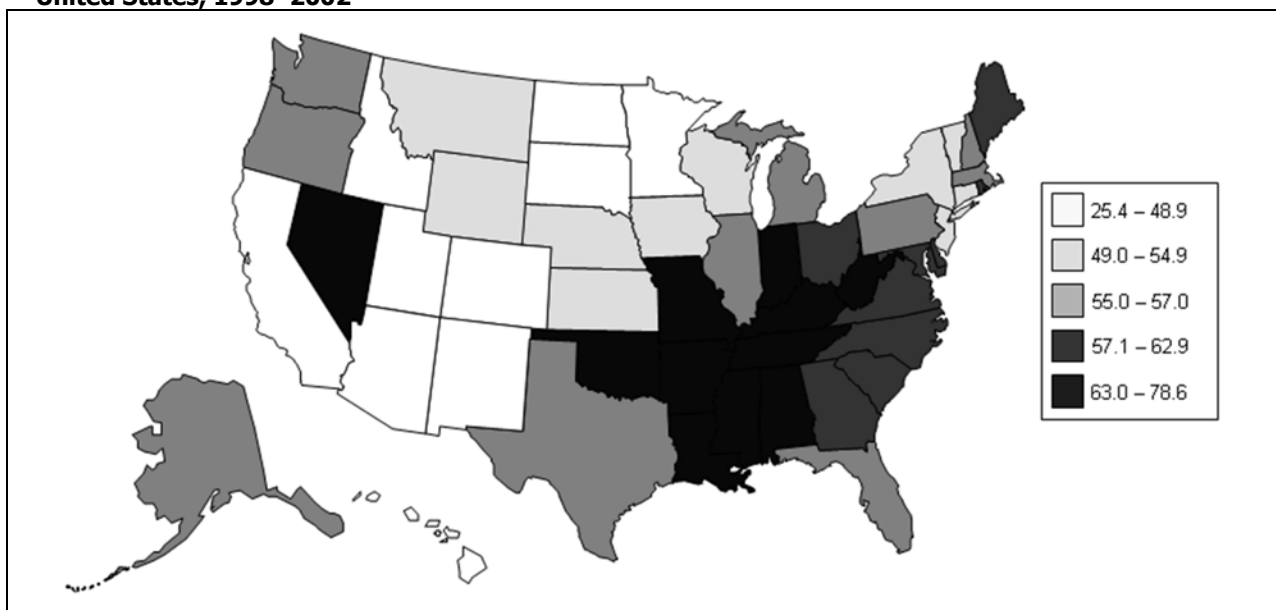 United States, 1998–2002
25.4 – 48.9
49.0 – 54.9
55.0 – 57.0
57.1 – 62.9
63.0 – 78.6